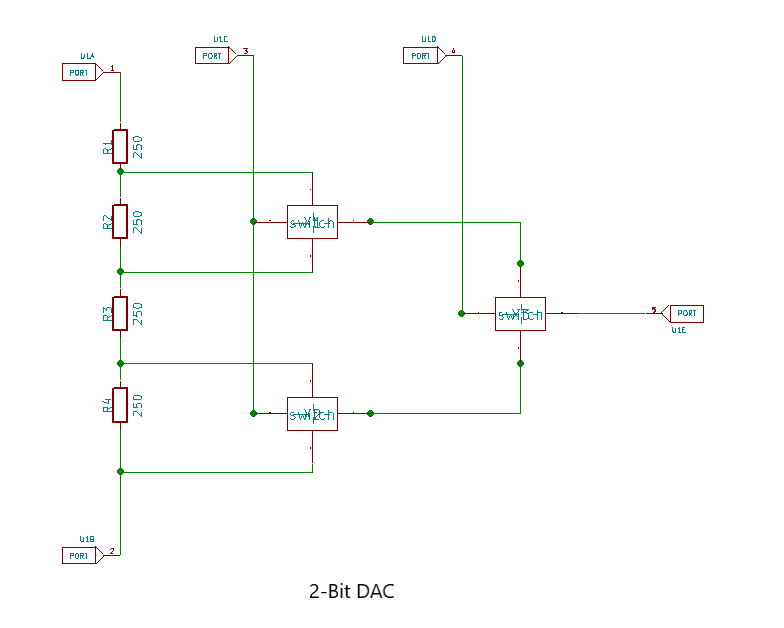 U1C
3
U1D
4
U1A
1
PORT
PORT
PORT
R1
250
R2
250
switch
X1
R3
250
switch
X3
5
PORT
U1E
R4
250
switch
X2
U1B
2
PORT
2-Bit DAC